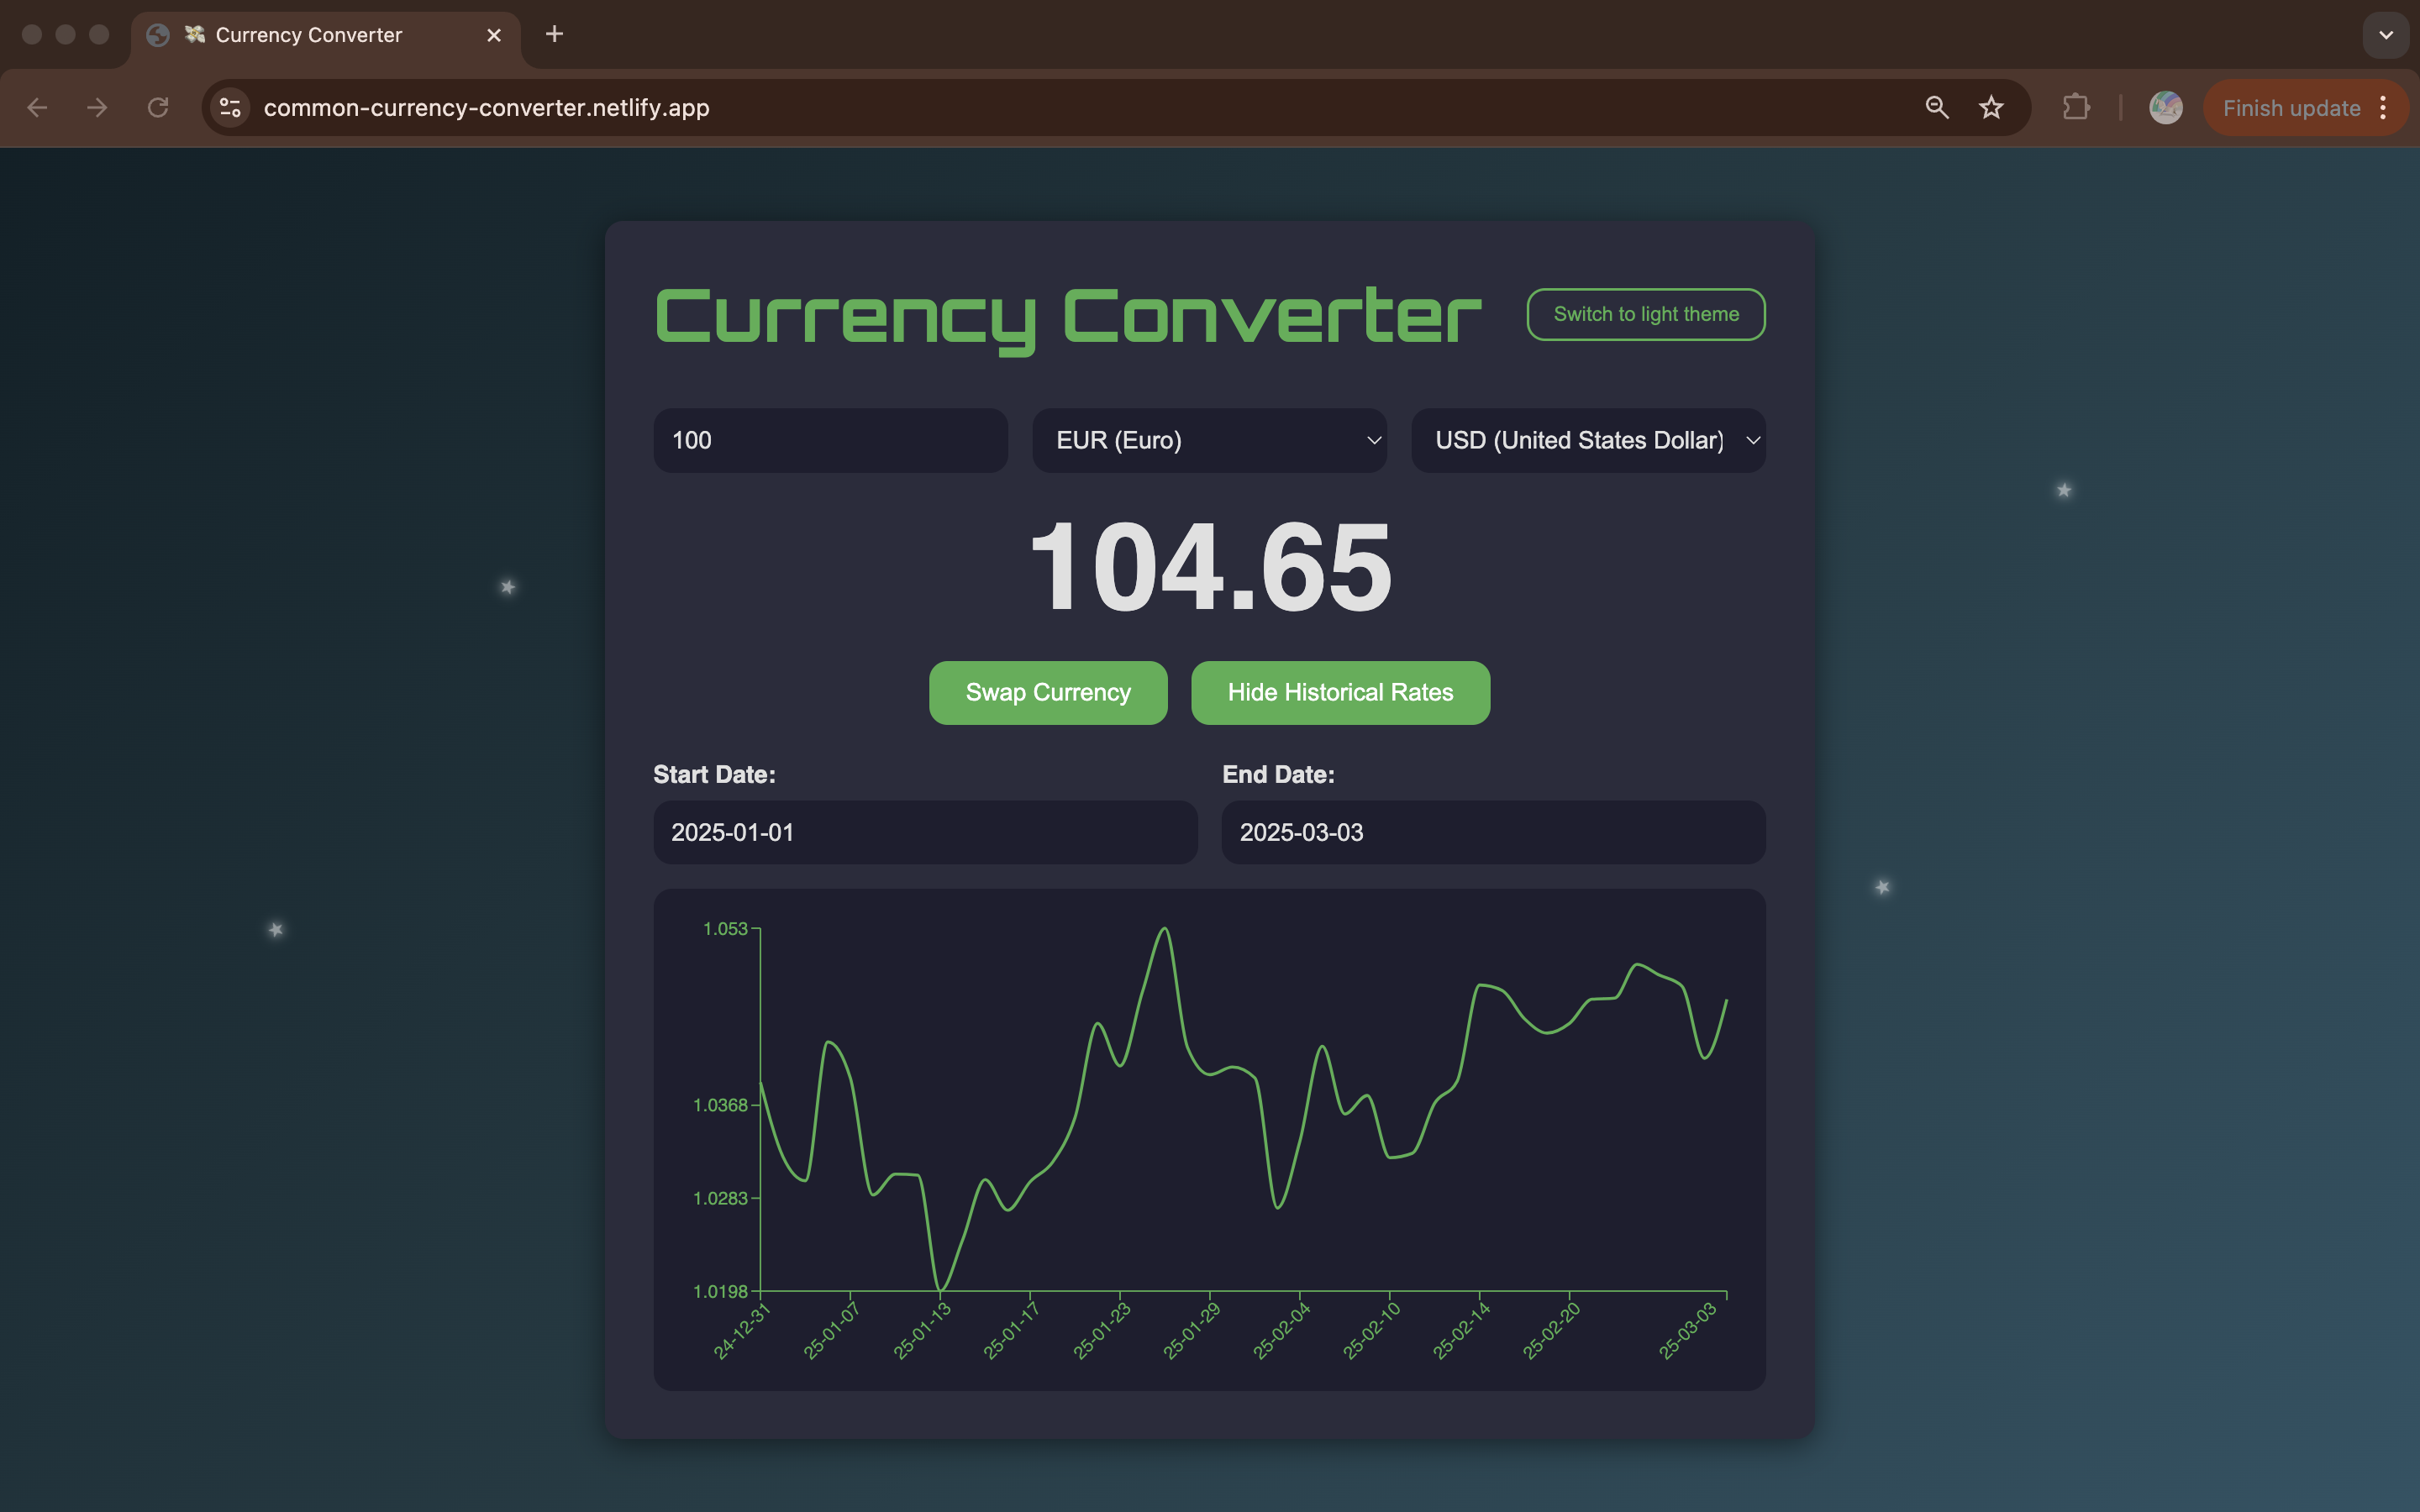 💸 Currency Converter
common-currency-converter.netlify.app
Finish update
Currency Converter
Switch to light theme
100
EUR (Euro)
USD (United States Dollar)
104.65
Swap Currency
Hide Historical Rates
Start Date:
End Date:
2025-01-01
2025-03-03
1.053
1.0368
1.0283
1.0198
24-12-31
25-01-07
25-01-13
25-01-17
25-01-23
25-01-29
25-02-04
25-02-10
25-02-14
25-02-20
25-03-03